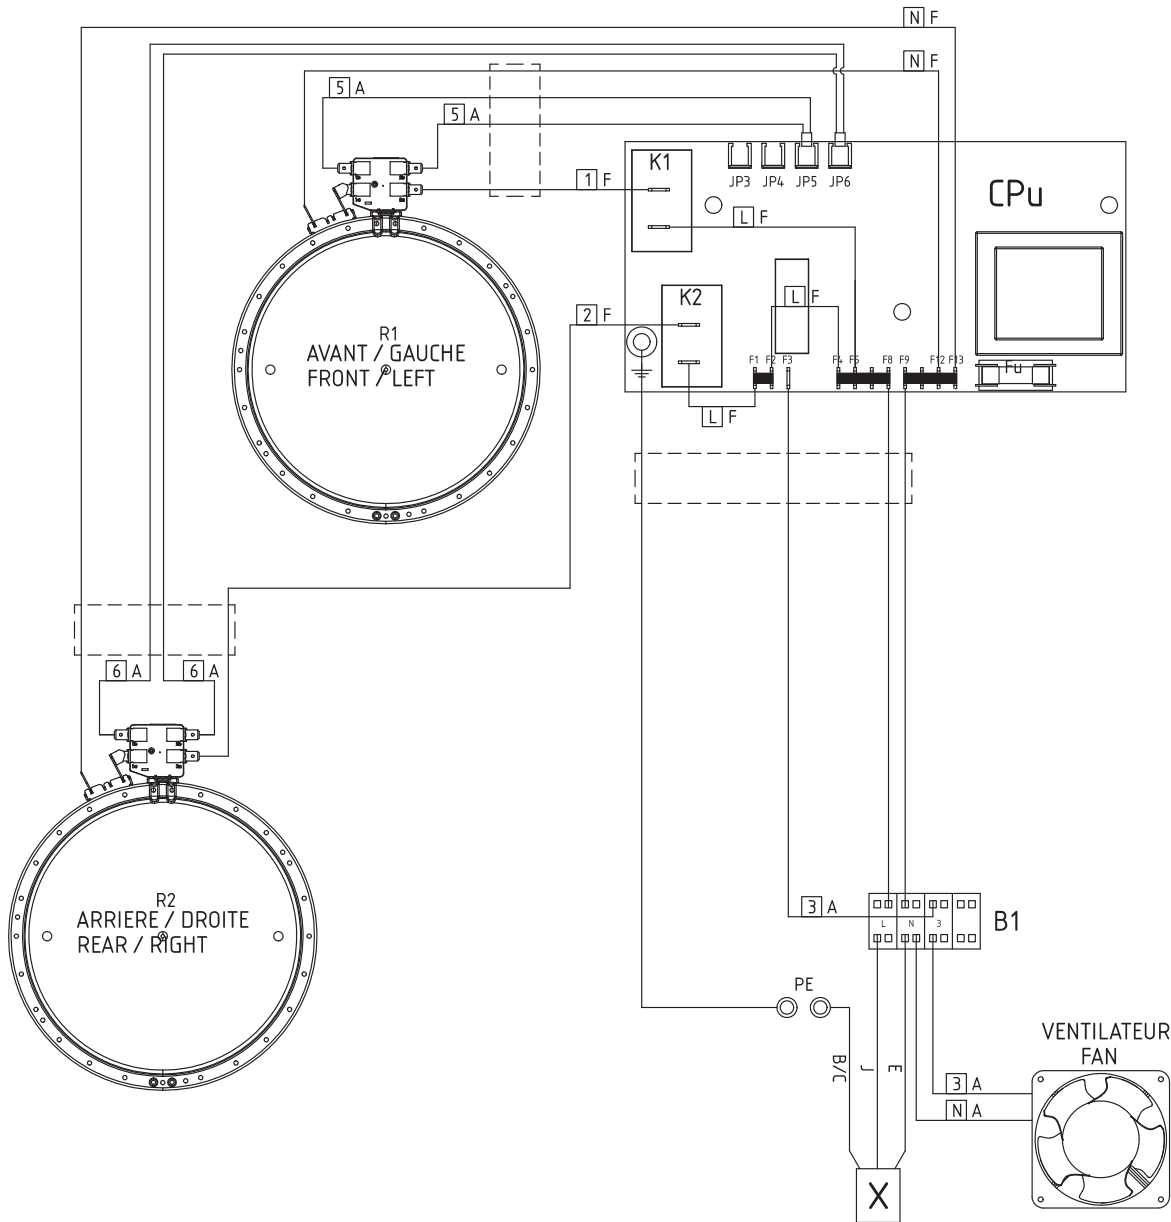 N F
N F
5 A
5 A
K1
JP3 JP4 JP5 JP6
CPu
1 F
L F
K2
L F
2 F
R1
AVANT / GAUCHE
FRONT / LEFT
F1 F2 F3 F4 F5 F8 F9 F12 F13
Fu
L F
6 A
6 A
R2
ARRIERE / DROITE
REAR / RIGHT
3 A
L N 3
B1
PE
B/C
J
E
VENTILATEUR
FAN
3 A
N A
X